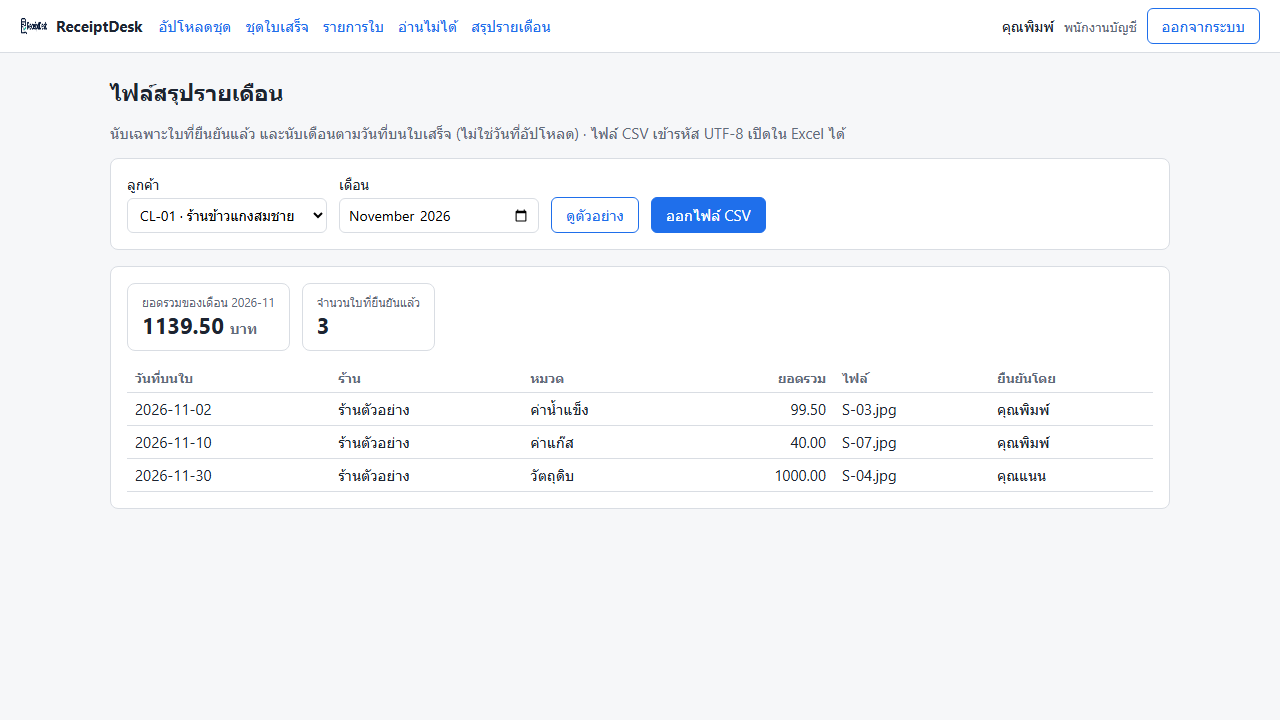 ReceiptDesk อัปโหลดชุด ชุดใบเสร็จ รายการใบ อ่านไม่ได้ สรุปรายเดือน คุณพิมพ์ พนักงานบัญชี ออกจากระบบ
ไฟล์สรุปรายเดือน
นับเฉพาะใบที่ยืนยันแล้ว และนับเดือนตามวันที่บนใบเสร็จ (ไม่ใช่วันที่อัปโหลด) · ไฟล์ CSV เข้ารหัส UTF-8 เปิดใน Excel ได้
ลูกค้า เดือน
CL-01 · ร้านข้าวแกงสมชาย November 2026 ดูตัวอย่าง ออกไฟล์ CSV
ยอดรวมของเดือน 2026-11 จำนวนใบที่ยืนยันแล้ว
1139.50 บาท 3
วันที่บนใบ ร้าน หมวด ยอดรวม ไฟล์ ยืนยันโดย
2026-11-02 ร้านตัวอย่าง ค่าน้ำแข็ง 99.50 S-03.jpg คุณพิมพ์
2026-11-10 ร้านตัวอย่าง ค่าแก๊ส 40.00 S-07.jpg คุณพิมพ์
2026-11-30 ร้านตัวอย่าง วัตถุดิบ 1000.00 S-04.jpg คุณแนน